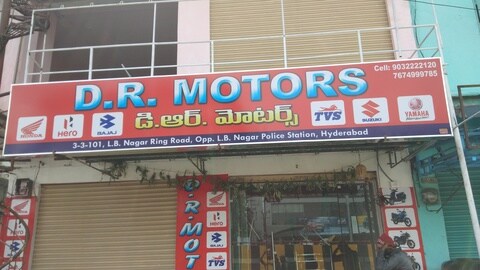 Cell: 9032222120
7674999785
D.R. MOTORS
డి.ఆర్. మోటర్స్
HONDA
Hero
BAJAJ
TVS
SUZUKI
YAMAHA
3-3-101, L.B. Nagar Ring Road, Opp. L.B. Nagar Police Station, Hyderabad
D.R.MOT
TVS